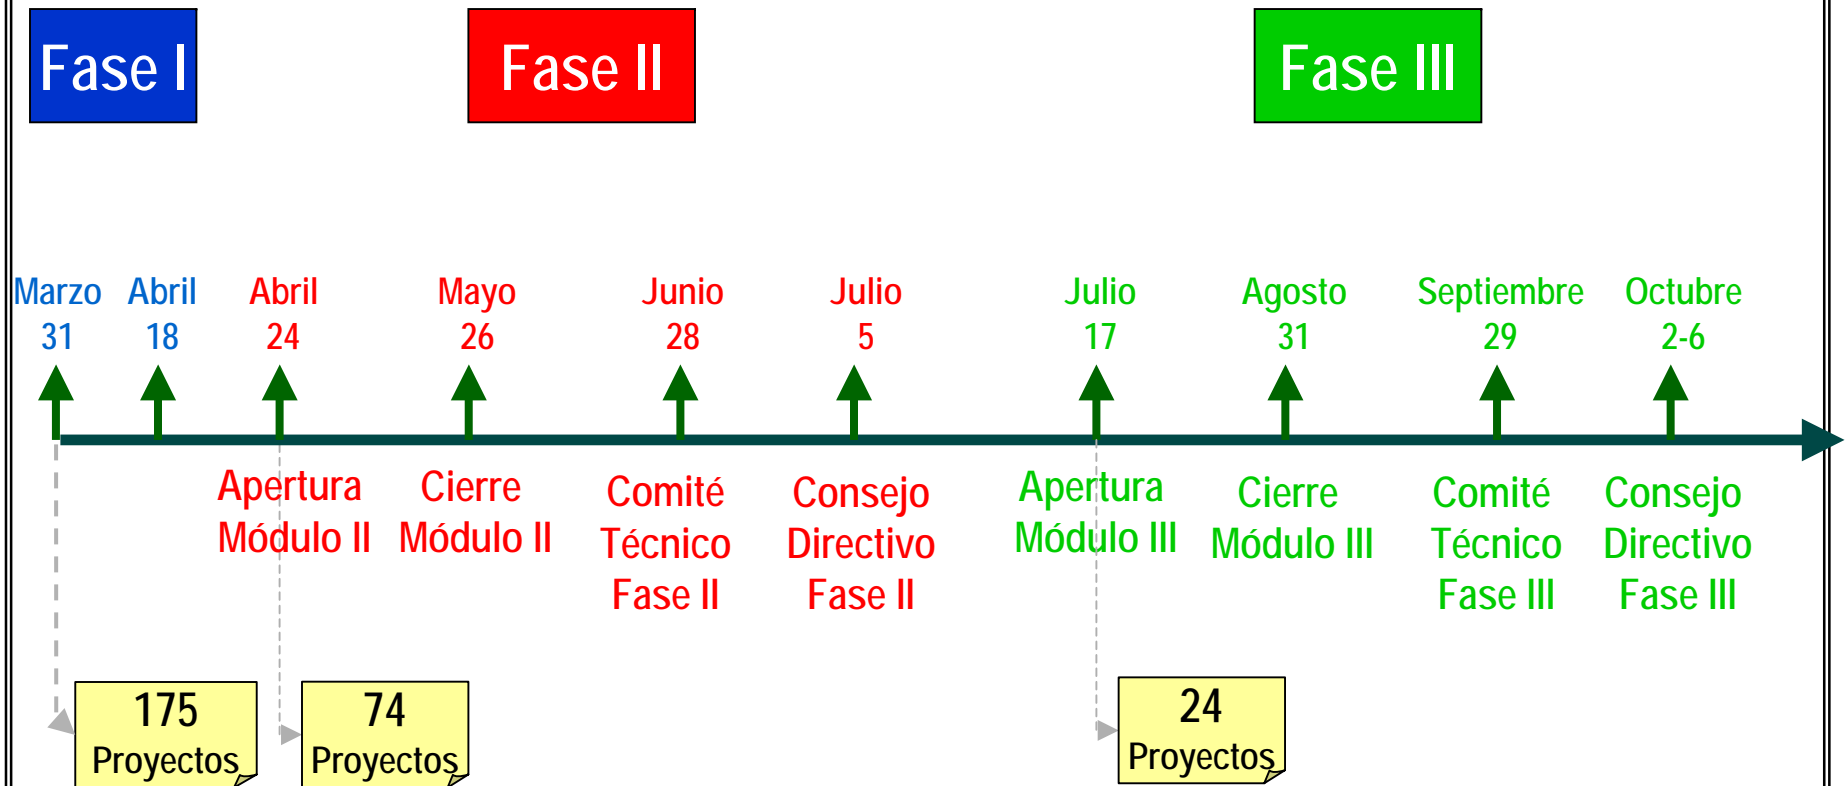 Fase I
Fase II
Fase III
Marzo
31
Abril
18
Abril
24
Mayo
26
Junio
28
Julio
5
Julio
17
Agosto
31
Septiembre
29
Octubre
2-6
Apertura
Módulo II
Cierre
Módulo II
Comité
Técnico
Fase II
Consejo
Directivo
Fase II
Apertura
Módulo III
Cierre
Módulo III
Comité
Técnico
Fase III
Consejo
Directivo
Fase III
175
Proyectos
74
Proyectos
24
Proyectos